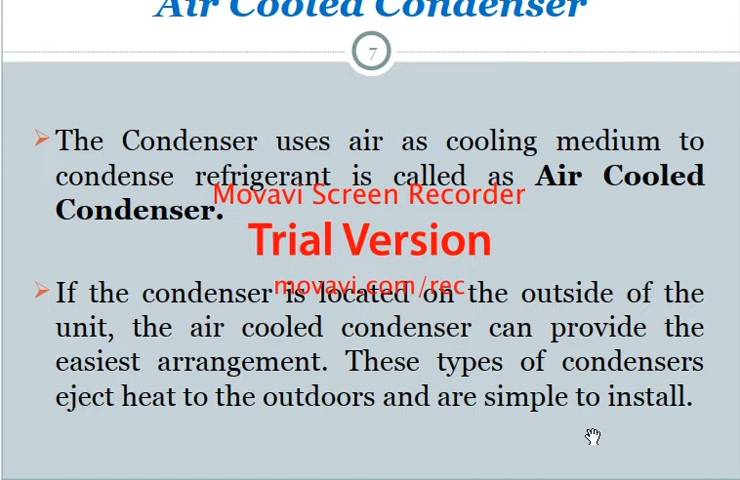 Air Cooled Condenser
7
➢ The Condenser uses air as cooling medium to
condense refrigerant is called as Air Cooled
Movavi Screen Recorder
Condenser.
Trial Version
movavi.com/rec
➢ If the condenser is located on the outside of the
unit, the air cooled condenser can provide the
easiest arrangement. These types of condensers
eject heat to the outdoors and are simple to install.